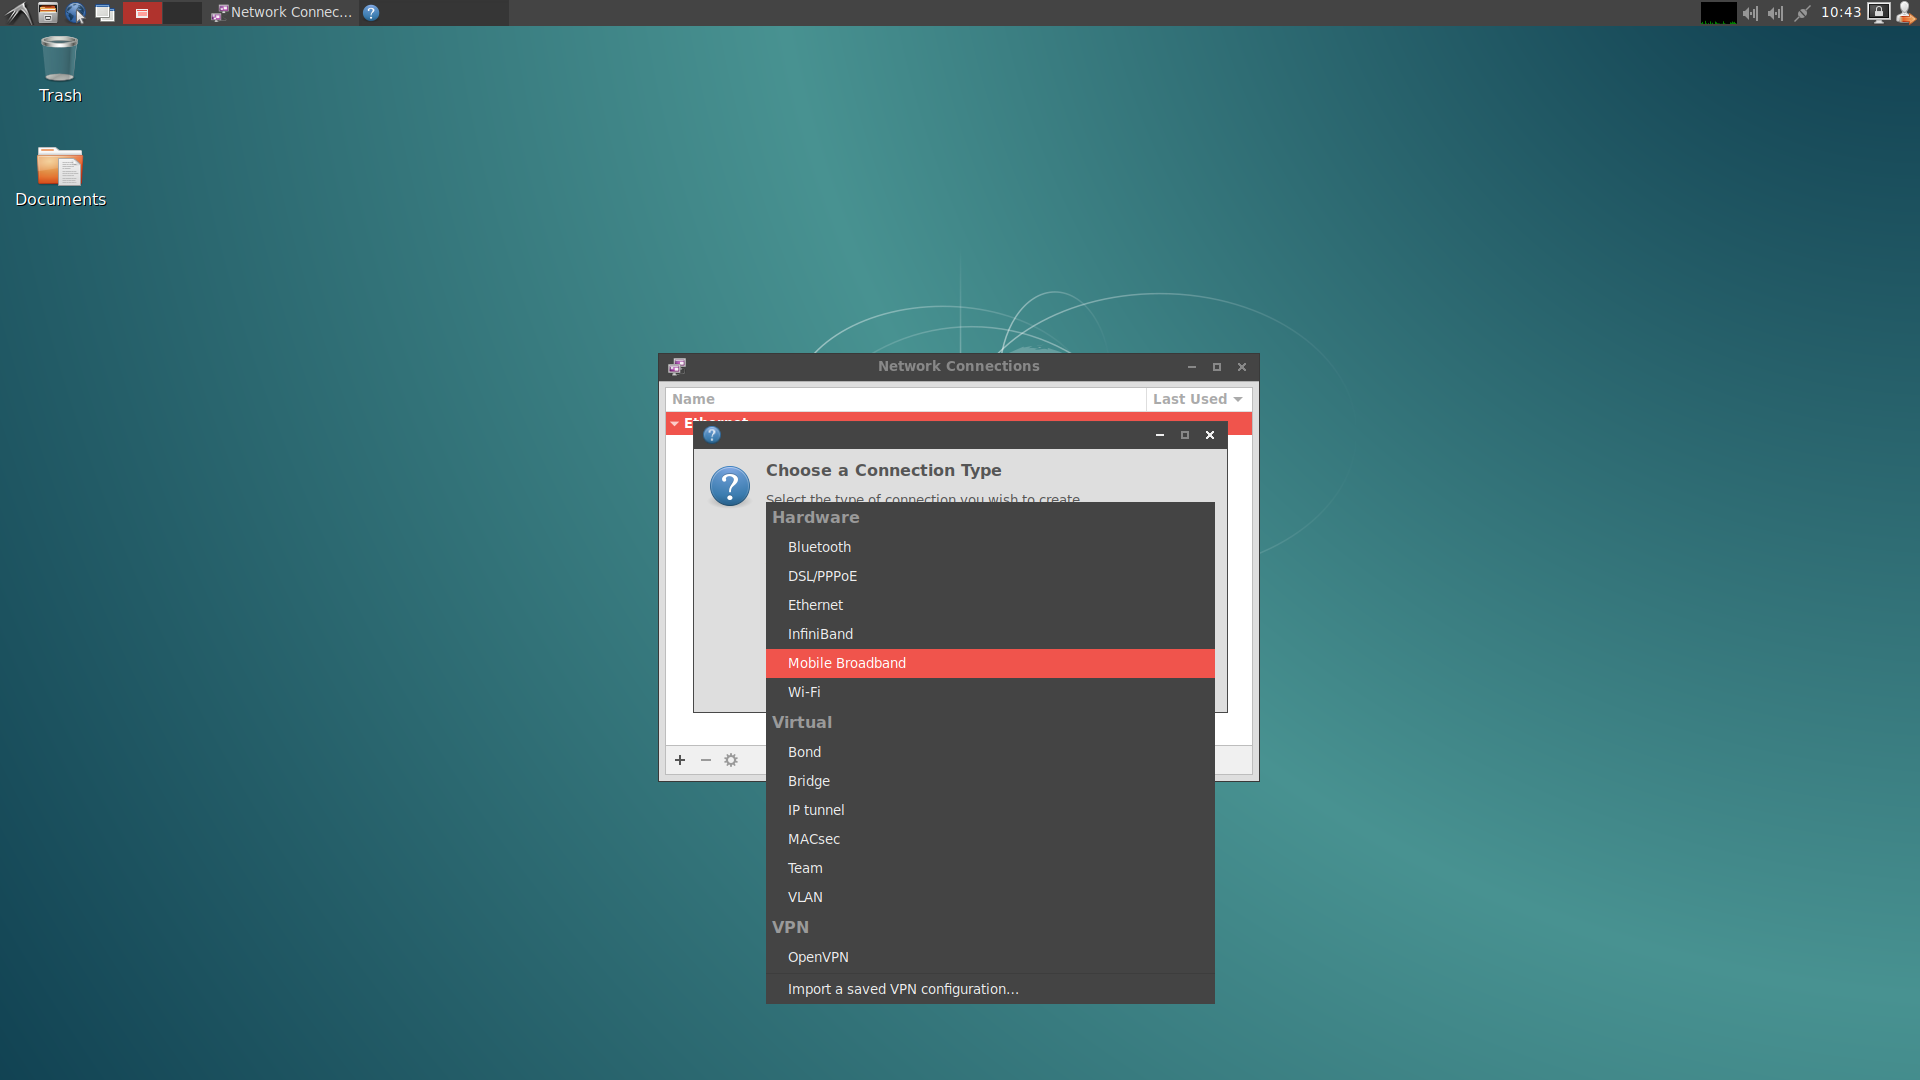 Network Connec...
10:43
Trash
Documents
Network Connections
Name
Last Used
Ethernet
Choose a Connection Type
Select the type of connection you wish to create.
Hardware
Bluetooth
DSL/PPPoE
Ethernet
InfiniBand
Mobile Broadband
Wi-Fi
Virtual
Bond
Bridge
IP tunnel
MACsec
Team
VLAN
VPN
OpenVPN
Import a saved VPN configuration...